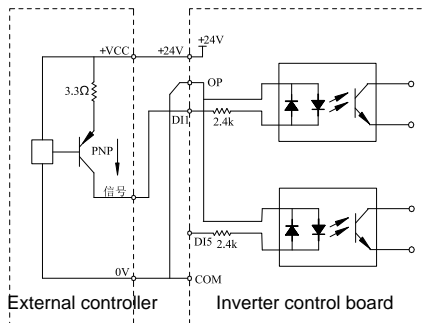 +VCC
+24V
+24V
OP
3.3Ω
DI1
2.4k
PNP
信号
DI5
2.4k
0V
COM
External controller
Inverter control board